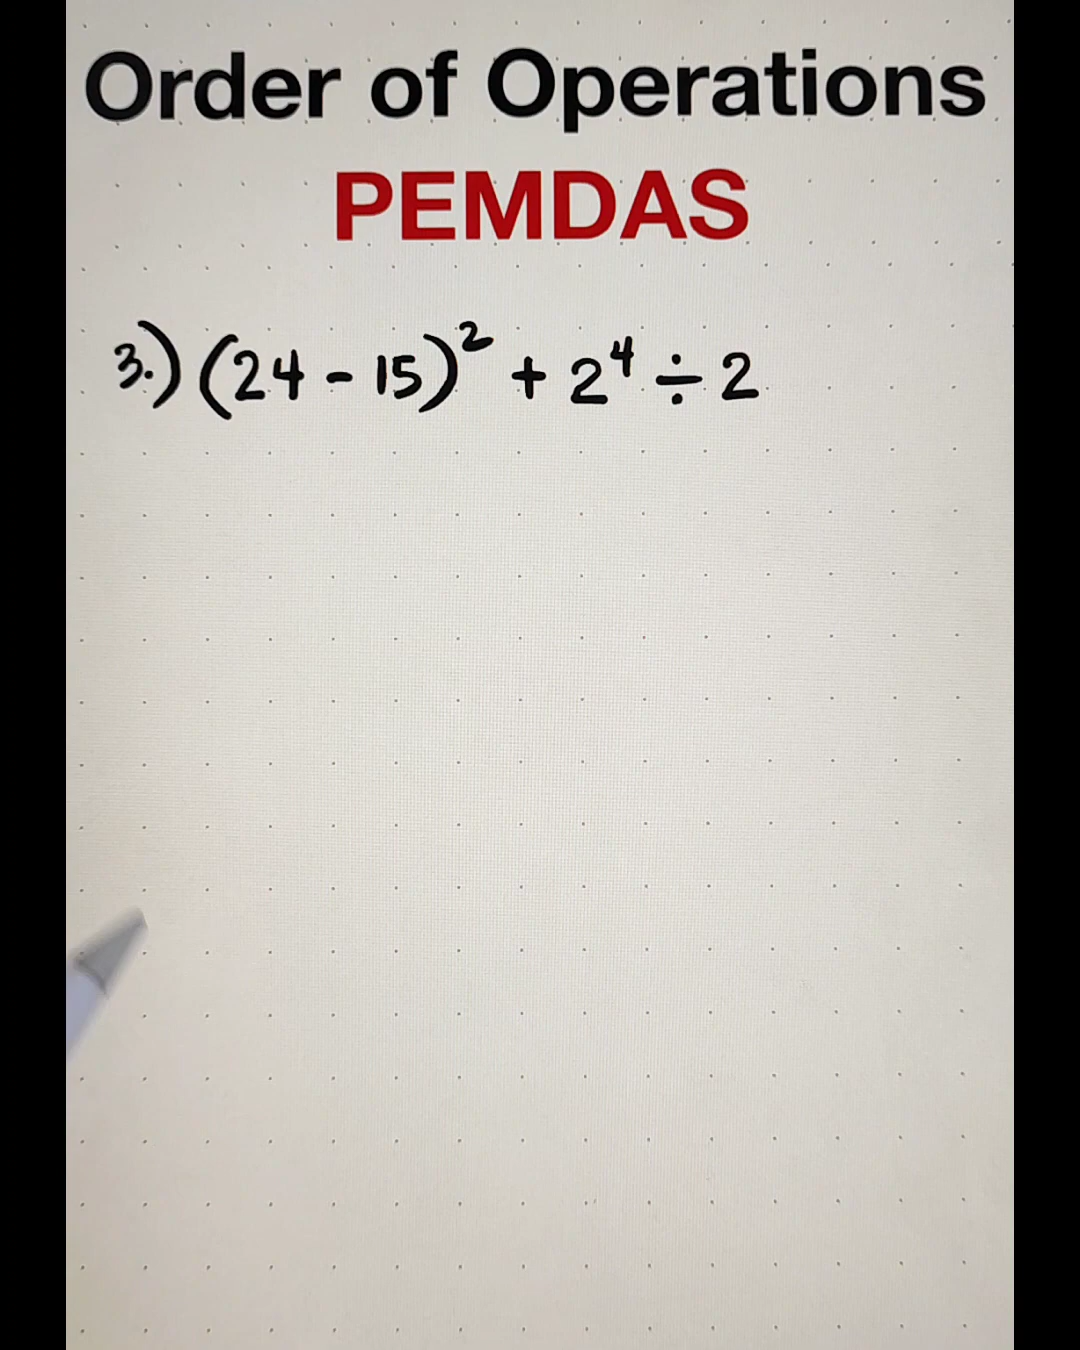 Order of Operations
PEMDAS
3.) (24 - 15)² + 2⁴ ÷ 2